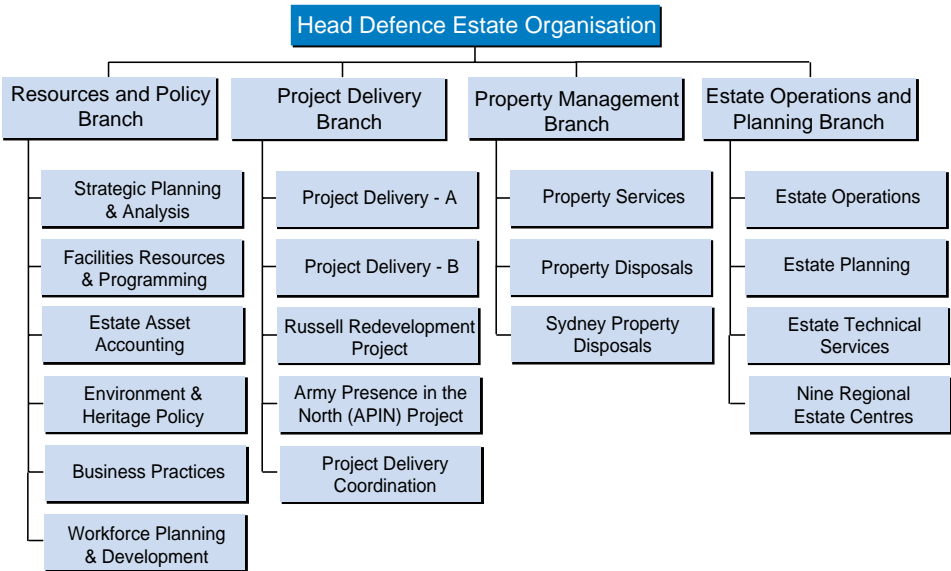 Head Defence Estate Organisation
Resources and Policy
Branch
Strategic Planning
& Analysis
Facilities Resources
& Programming
Estate Asset
Accounting
Environment &
Heritage Policy
Business Practices
Workforce Planning
& Development
Project Delivery
Branch
Project Delivery - A
Project Delivery - B
Russell Redevelopment
Project
Army Presence in the
North (APIN) Project
Project Delivery
Coordination
Property Management
Branch
Property Services
Property Disposals
Sydney Property
Disposals
Estate Operations and
Planning Branch
Estate Operations
Estate Planning
Estate Technical
Services
Nine Regional
Estate Centres